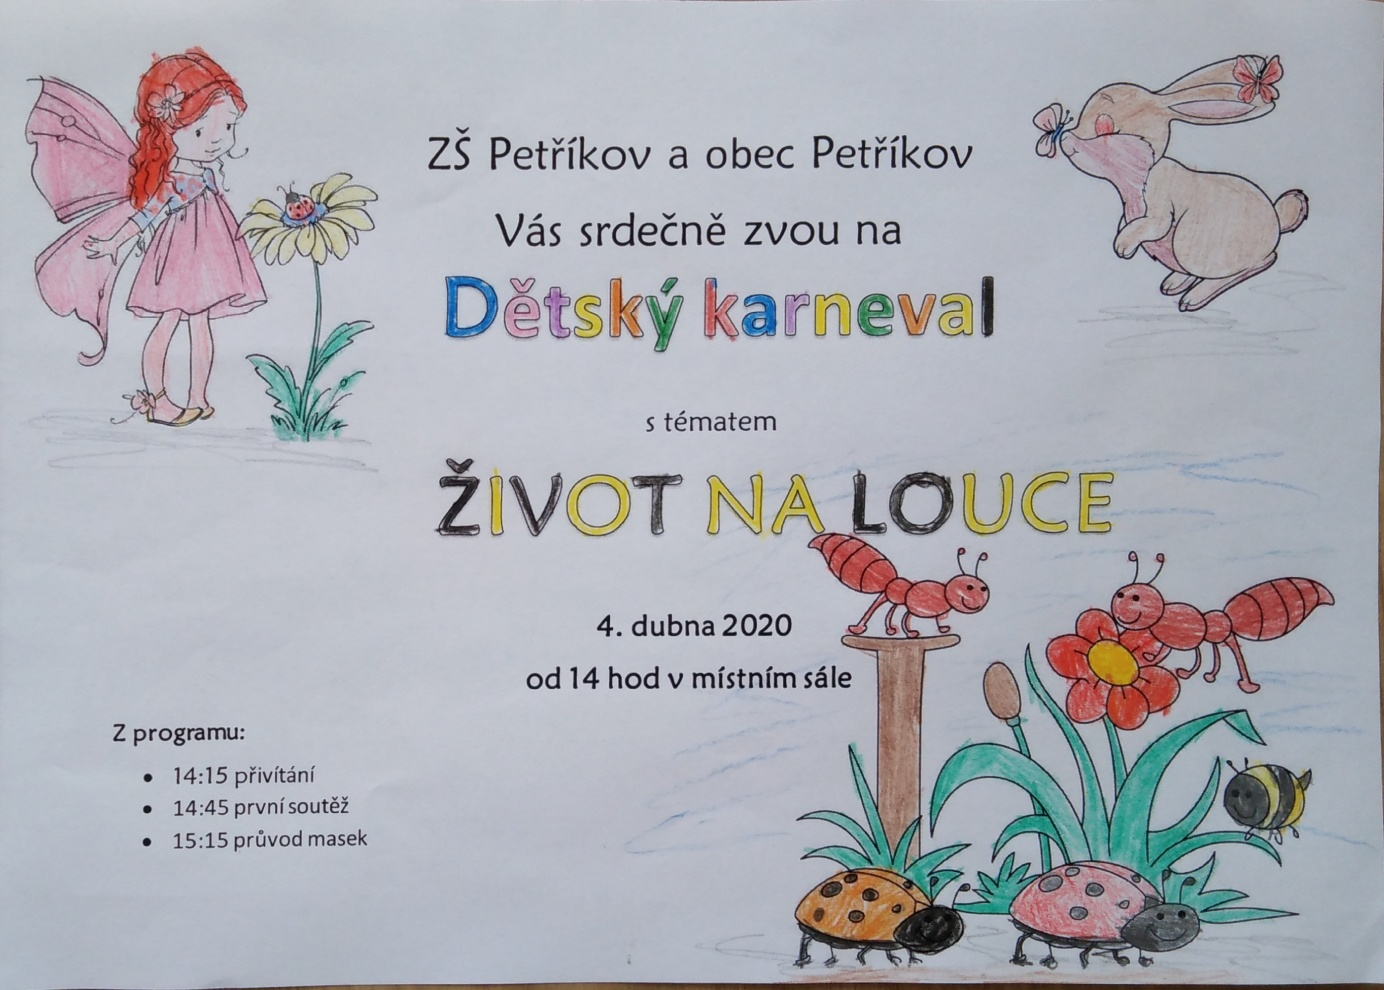 ZŠ Petříkov a obec Petříkov
Vás srdečně zvou na
Dětský karneval
s tématem
ŽIVOT NA LOUCE
4. dubna 2020
od 14 hod v místním sále
Z programu:
• 14:15 přivítání
• 14:45 první soutěž
• 15:15 průvod masek